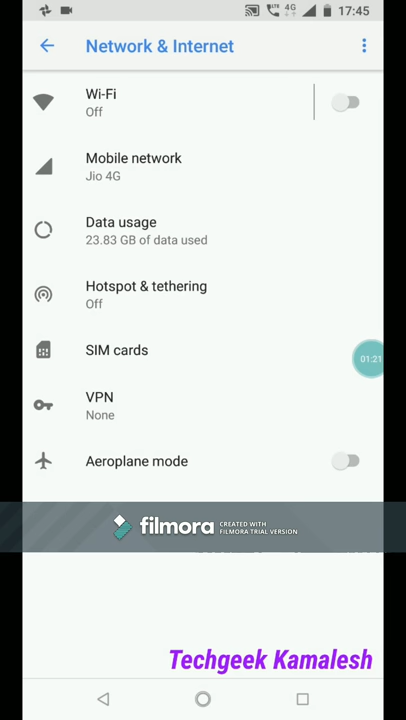 LTE 4G 17:45
Network & Internet
Wi-Fi
Off
Mobile network
Jio 4G
Data usage
23.83 GB of data used
Hotspot & tethering
Off
SIM cards
01:21
VPN
None
Aeroplane mode
filmora CREATED WITH
FILMORA TRIAL VERSION
Techgeek Kamalesh